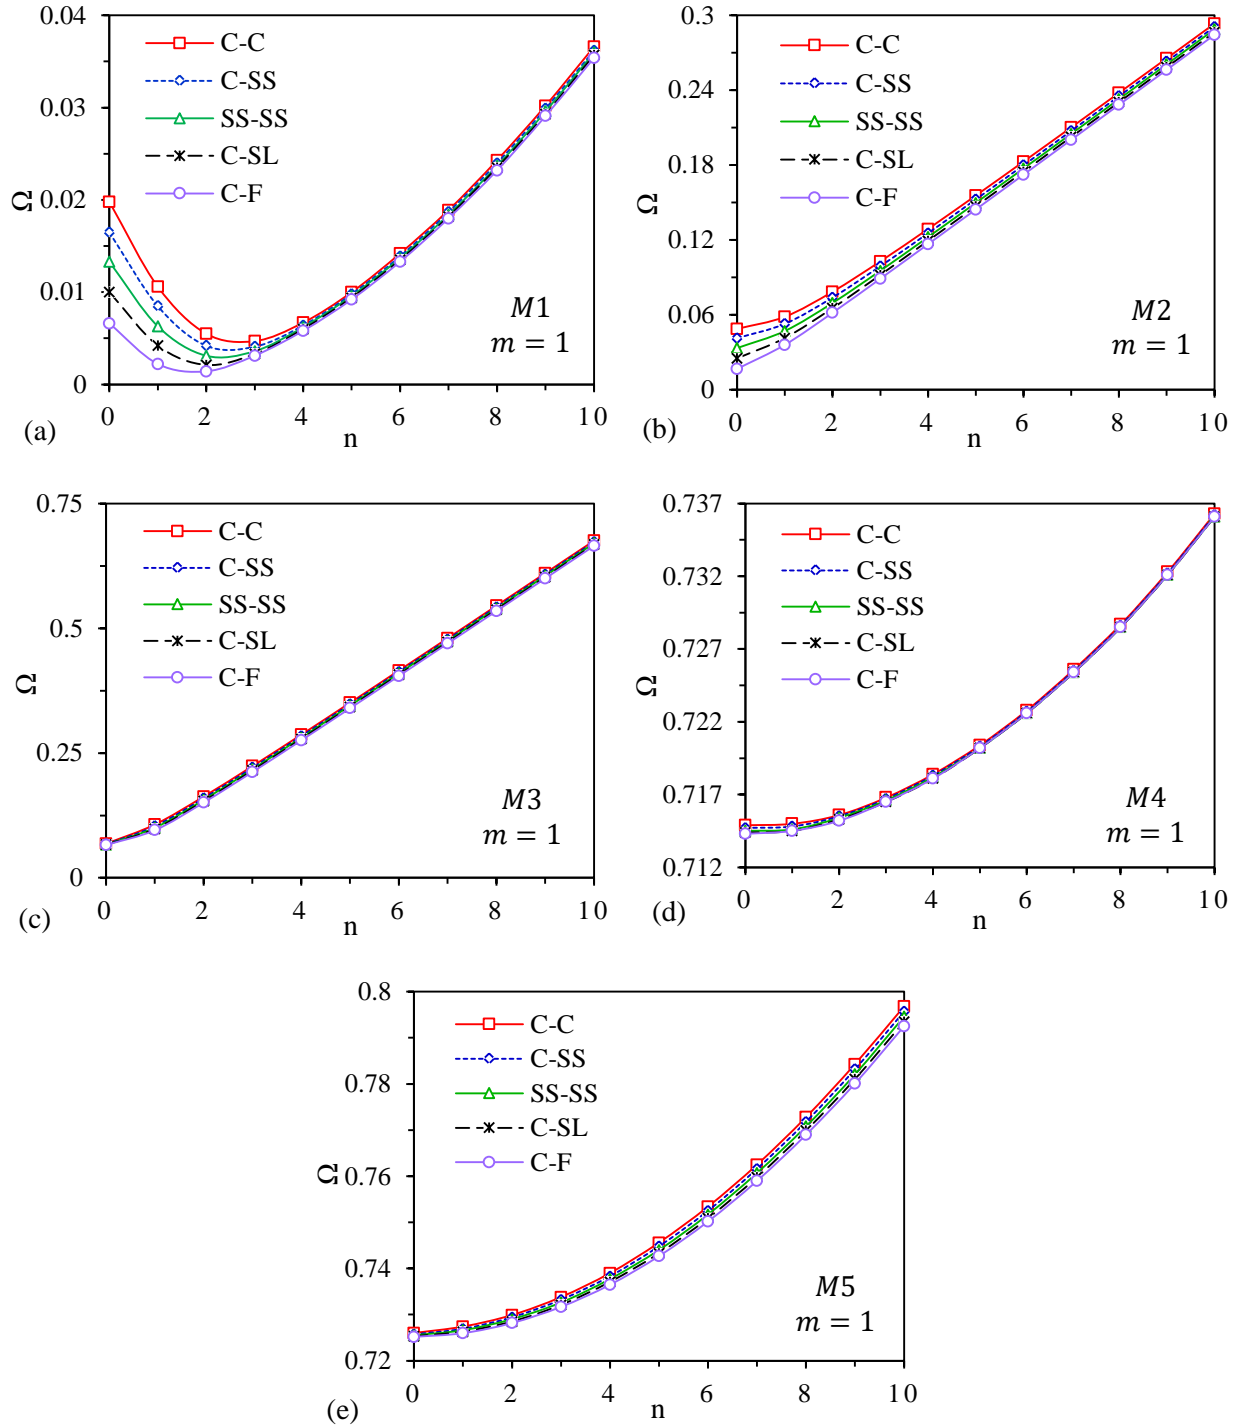 0.04
0.03
0.02
0.01
0
Ω
C-C
C-SS
SS-SS
C-SL
C-F
M1
m = 1
0 2 4 6 8 10
(a) n
0.3
0.24
0.18
0.12
0.06
0
Ω
C-C
C-SS
SS-SS
C-SL
C-F
M2
m = 1
0 2 4 6 8 10
(b) n
0.75
0.5
0.25
0
Ω
C-C
C-SS
SS-SS
C-SL
C-F
M3
m = 1
0 2 4 6 8 10
(c) n
0.737
0.732
0.727
0.722
0.717
0.712
Ω
C-C
C-SS
SS-SS
C-SL
C-F
M4
m = 1
0 2 4 6 8 10
(d) n
0.8
0.78
0.76
0.74
0.72
Ω
C-C
C-SS
SS-SS
C-SL
C-F
M5
m = 1
0 2 4 6 8 10
(e) n